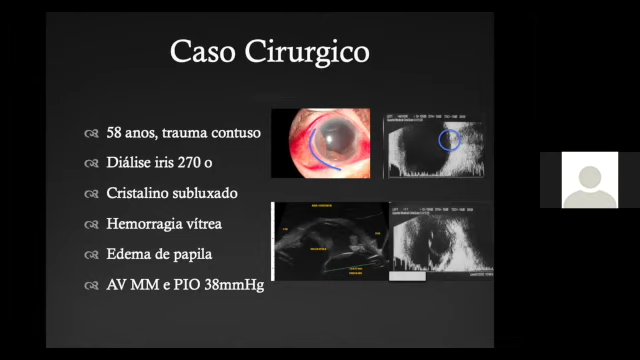 Caso Cirurgico
58 anos, trauma contuso
Diálise iris 270 o
Cristalino subluxado
Hemorragia vítrea
Edema de papila
AV MM e PIO 38mmHg